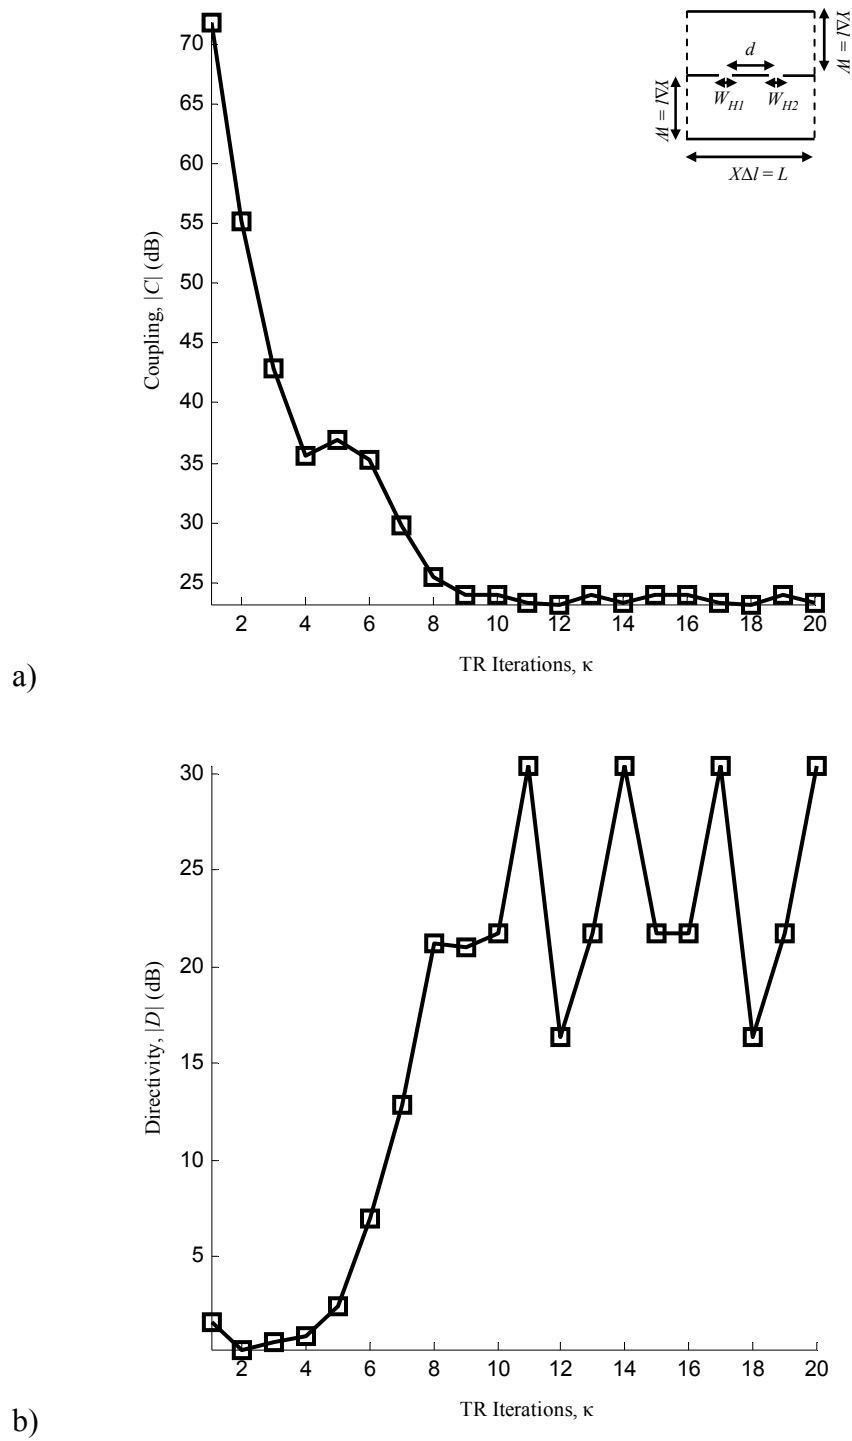 70
65
60
55
50
45
40
35
30
25
Coupling, |C| (dB)
2 4 6 8 10 12 14 16 18 20
TR Iterations, κ
d
W_H1 W_H2
YΔl = W
YΔl = W
XΔl = L
a)
30
25
20
15
10
5
Directivity, |D| (dB)
2 4 6 8 10 12 14 16 18 20
TR Iterations, κ
b)